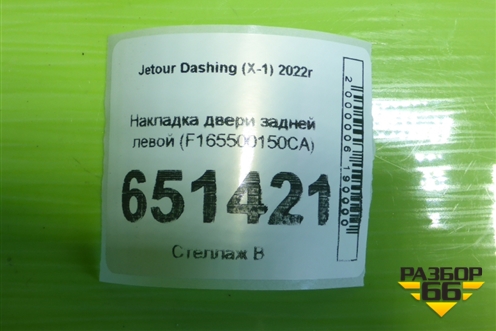 Jetour Dashing (X-1) 2022г
Накладка двери задней
левой (F165500150CA)
651421
Стеллаж В
2000006190000
РАЗБОР
66